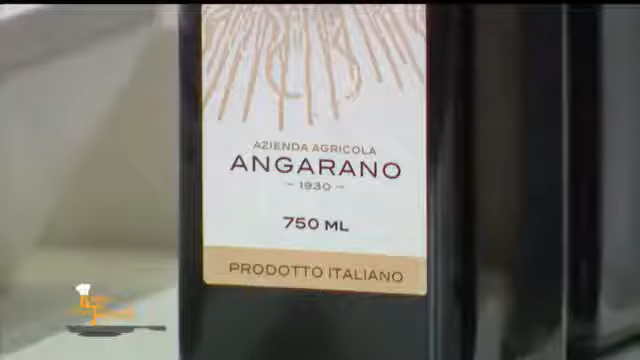 AZIENDA AGRICOLA
ANGARANO
- 1930 -
750 ML
PRODOTTO ITALIANO